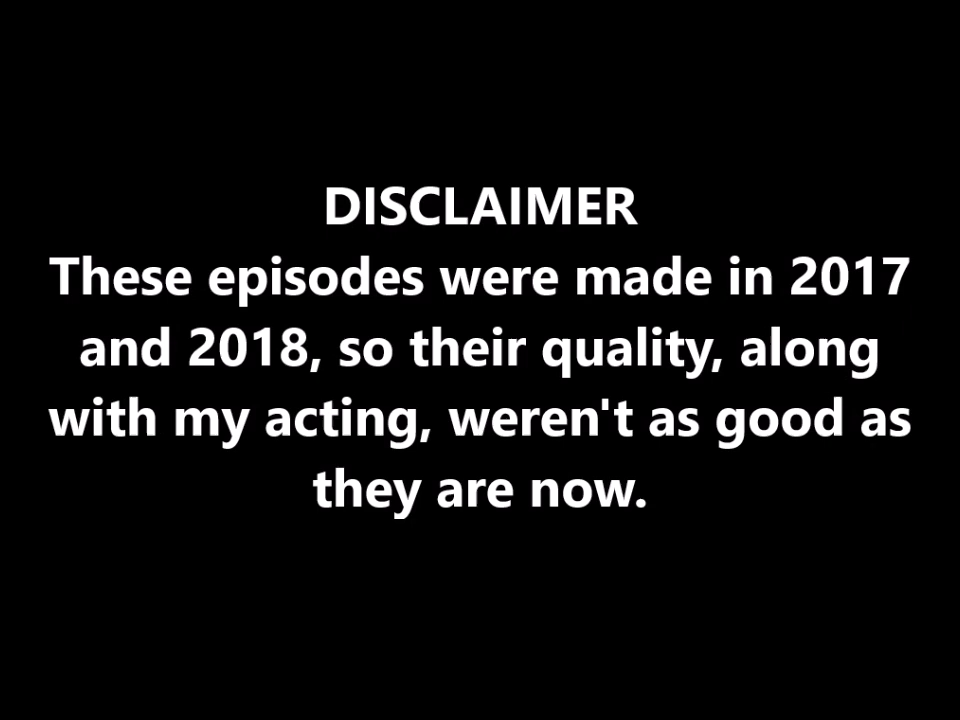 DISCLAIMER
These episodes were made in 2017
and 2018, so their quality, along
with my acting, weren't as good as
they are now.